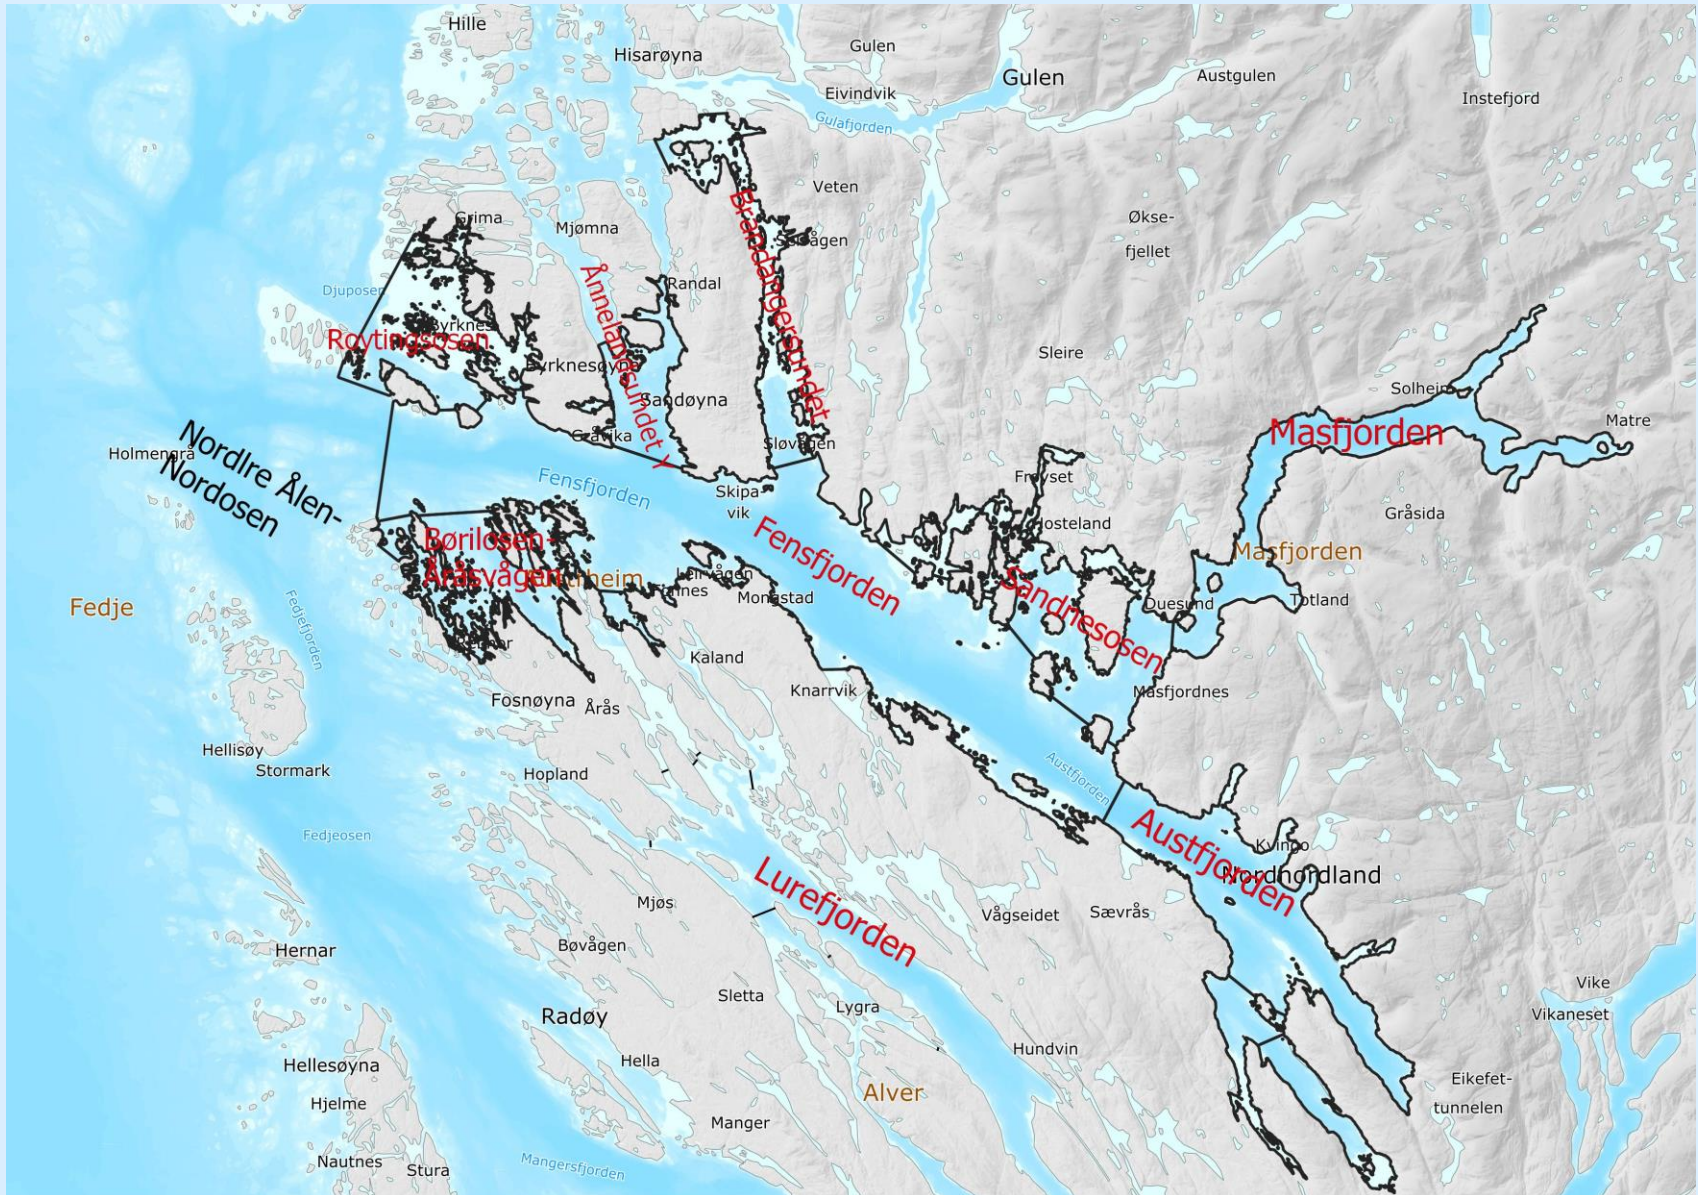 Hille
Hisarøyna
Gulen
Gulen
Austgulen
Eivindvik
Instefjord
Gulafjorden
Veten
Grima
Mjømna
Økse-
fjellet
Randal
Djuposen
Brandangersundet
Ånnelandsundet Y
Røytingsosen
Sleire
Sandøyna
Solheim
Matre
Masfjorden
Gråvika
Sløvågen
Holmengrå
Nordlre Ålen-
Nordosen
Fensfjorden
Skipa-
vik
Frøyset
Hosteland
Gråsida
Fensfjorden
Børilosen-
Åråsvågen
Masfjorden
Sandnesosen
Leirvågen
Mongstad
Duesund
Totland
Fedje
Fedjefjorden
Kaland
Knarrvik
Masfjordnes
Fosnøyna
Årås
Hellisøy
Stormark
Hopland
Austfjorden
Fedjeosen
Austfjorden
Kvingo
Nordnordland
Lurefjorden
Mjøs
Vågseidet
Sævrås
Hernar
Bøvågen
Sletta
Lygra
Vike
Vikaneset
Radøy
Hella
Hundvin
Hellesøyna
Eikefet-
tunnelen
Alver
Hjelme
Manger
Nautnes
Stura
Mangersfjorden